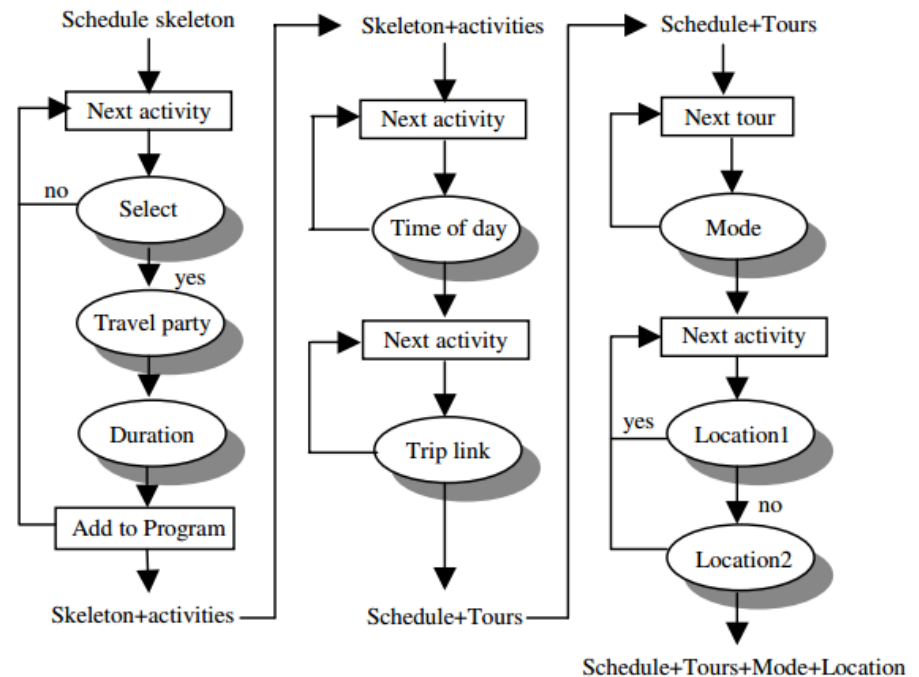 Schedule skeleton
Next activity
no
Select
yes
Travel party
Duration
Add to Program
Skeleton+activities
Skeleton+activities
Next activity
Time of day
Next activity
Trip link
Schedule+Tours
Schedule+Tours
Next tour
Mode
Next activity
yes
Location1
no
Location2
Schedule+Tours+Mode+Location